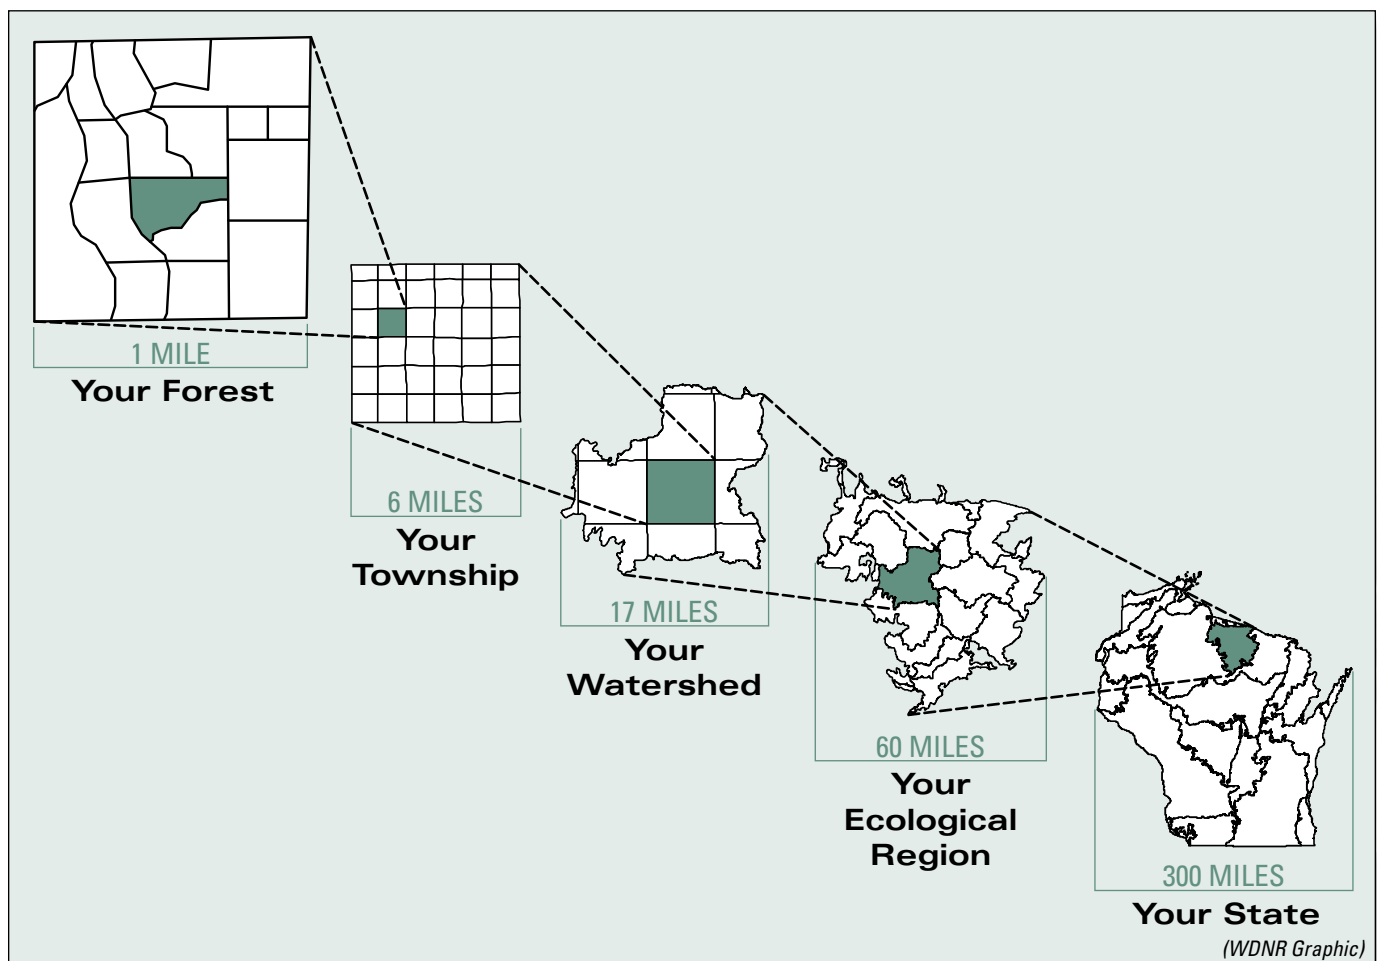 1 MILE
Your Forest
6 MILES
Your
Township
17 MILES
Your
Watershed
60 MILES
Your
Ecological
Region
300 MILES
Your State
(WDNR Graphic)